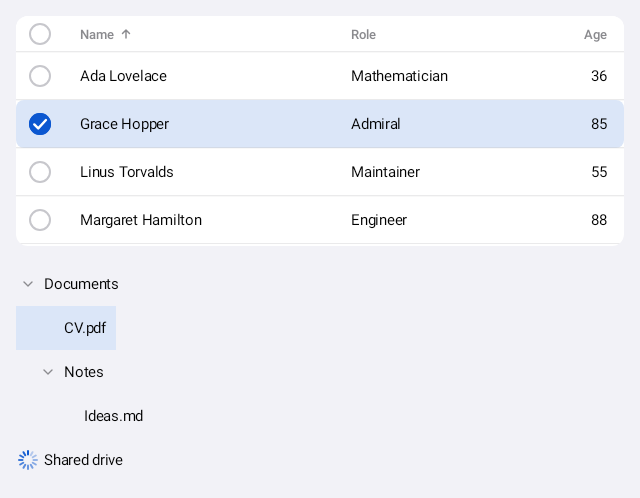 Name Role Age
Ada Lovelace Mathematician 36
Grace Hopper Admiral 85
Linus Torvalds Maintainer 55
Margaret Hamilton Engineer 88
Documents
CV.pdf
Notes
Ideas.md
Shared drive